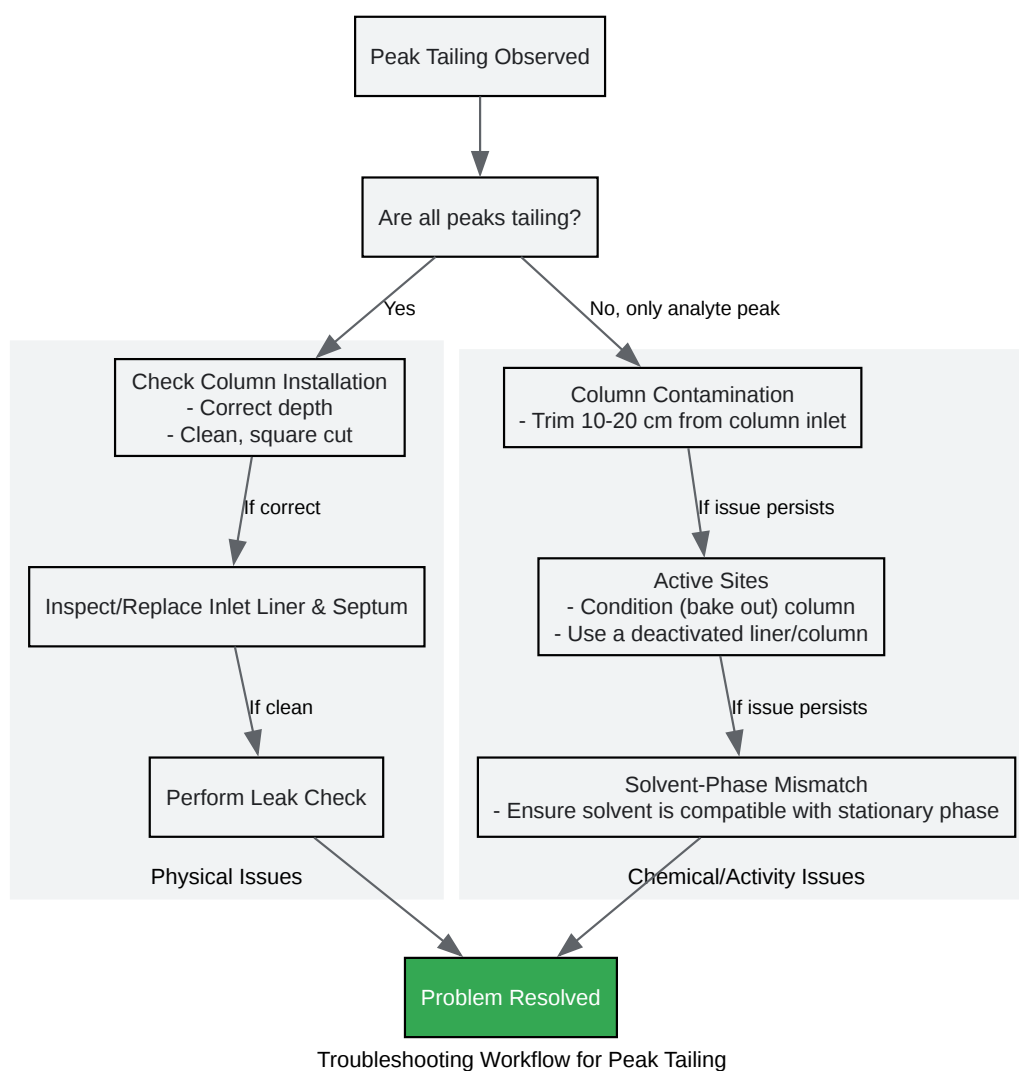 Peak Tailing Observed
Are all peaks tailing?
Yes
No, only analyte peak
Check Column Installation
- Correct depth
- Clean, square cut
If correct
Inspect/Replace Inlet Liner & Septum
If clean
Perform Leak Check
Physical Issues
Column Contamination
- Trim 10-20 cm from column inlet
If issue persists
Active Sites
- Condition (bake out) column
- Use a deactivated liner/column
If issue persists
Solvent-Phase Mismatch
- Ensure solvent is compatible with stationary phase
Chemical/Activity Issues
Problem Resolved
Troubleshooting Workflow for Peak Tailing